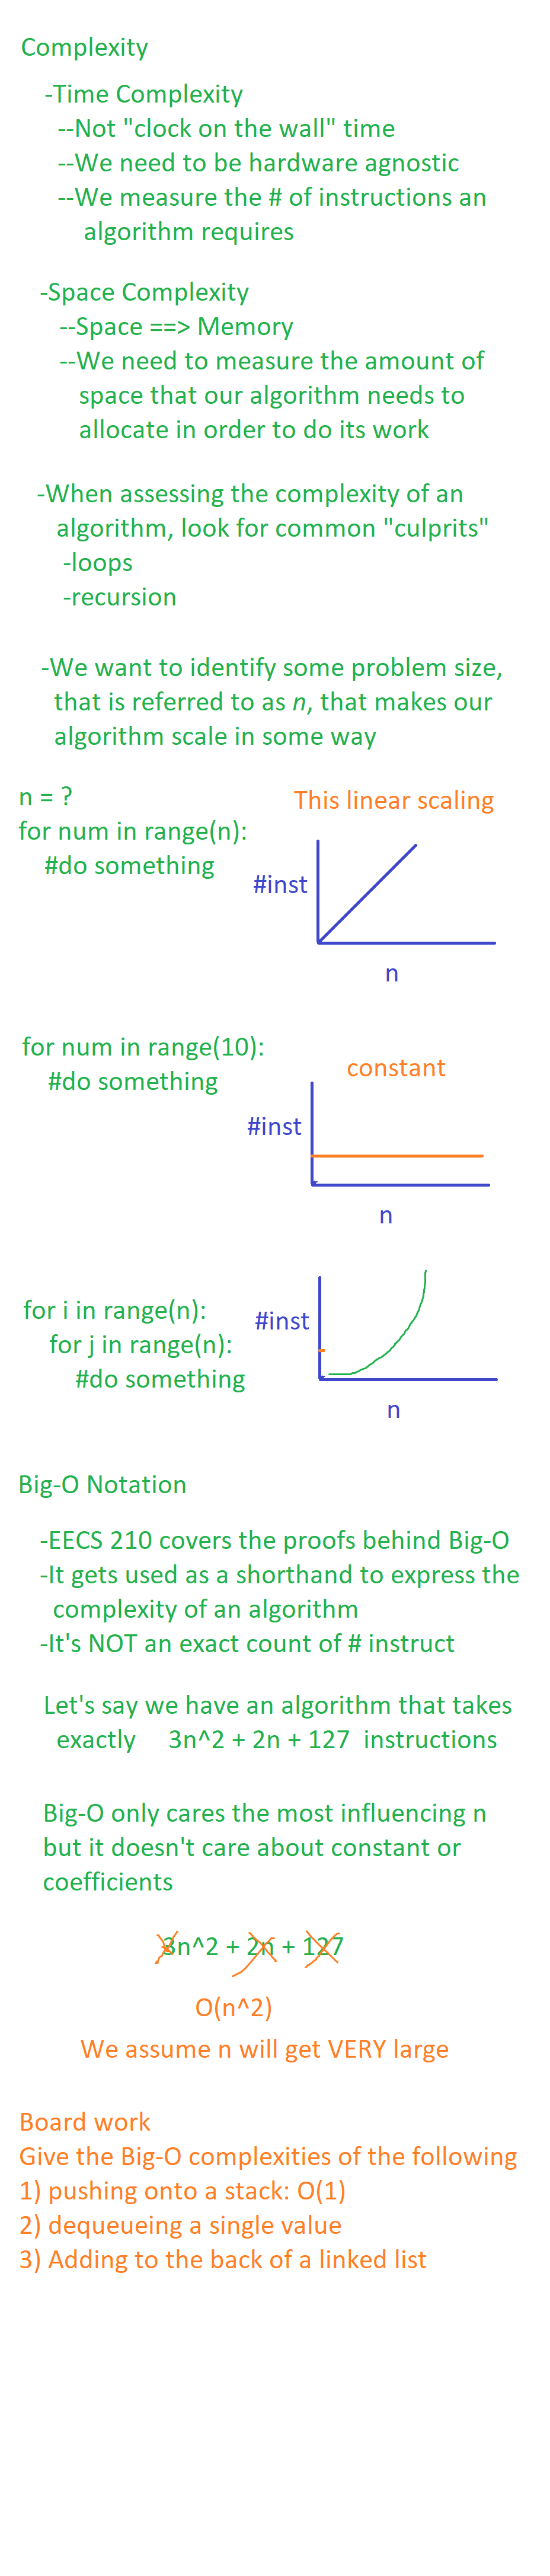 Complexity
-Time Complexity
--Not "clock on the wall" time
--We need to be hardware agnostic
--We measure the # of instructions an
algorithm requires
-Space Complexity
--Space ==> Memory
--We need to measure the amount of
space that our algorithm needs to
allocate in order to do its work
-When assessing the complexity of an
algorithm, look for common "culprits"
-loops
-recursion
-We want to identify some problem size,
that is referred to as n, that makes our
algorithm scale in some way
n = ?
for num in range(n):
#do something
This linear scaling
#inst
n
for num in range(10):
#do something
constant
#inst
n
for i in range(n):
for j in range(n):
#do something
#inst
n
Big-O Notation
-EECS 210 covers the proofs behind Big-O
-It gets used as a shorthand to express the
complexity of an algorithm
-It's NOT an exact count of # instruct
Let's say we have an algorithm that takes
exactly 3n^2 + 2n + 127 instructions
Big-O only cares the most influencing n
but it doesn't care about constant or
coefficients
3n^2 + 2n + 127
O(n^2)
We assume n will get VERY large
Board work
Give the Big-O complexities of the following
1) pushing onto a stack: O(1)
2) dequeueing a single value
3) Adding to the back of a linked list